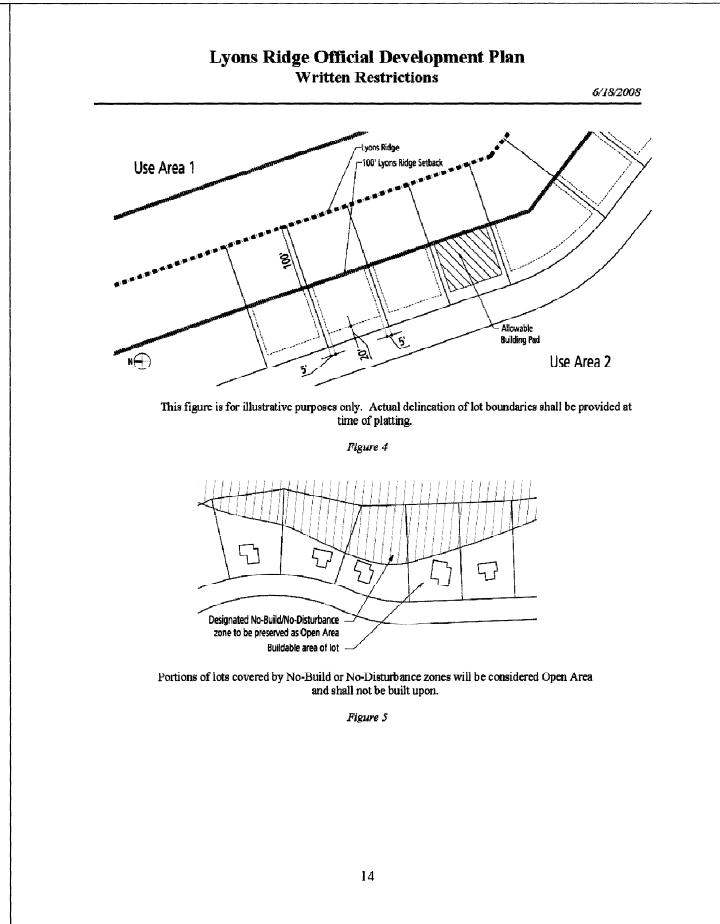 Lyons Ridge Official Development Plan
Written Restrictions
6/18/2008
Use Area 1
Lyons Ridge
100' Lyons Ridge Setback
100'
Allowable
Building Pad
N
5'
20'
5'
Use Area 2
This figure is for illustrative purposes only. Actual delineation of lot boundaries shall be provided at
time of platting.
Figure 4
Designated No-Build/No-Disturbance
zone to be preserved as Open Area
Buildable area of lot
Portions of lots covered by No-Build or No-Disturbance zones will be considered Open Area
and shall not be built upon.
Figure 5
14